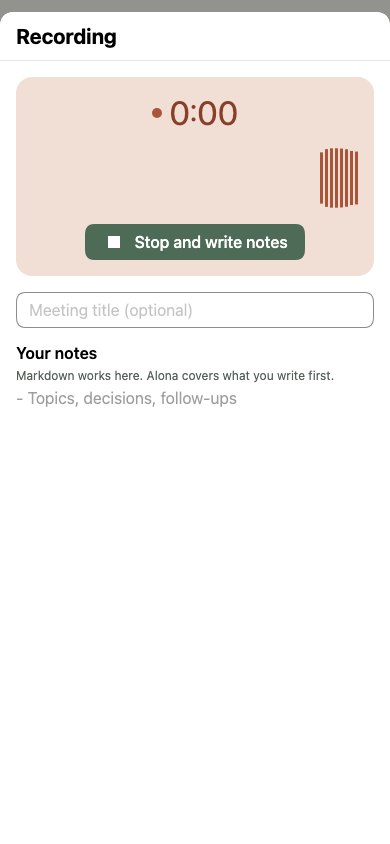 Recording
0:00
Stop and write notes
Meeting title (optional)
Your notes
Markdown works here. Alona covers what you write first.
- Topics, decisions, follow-ups